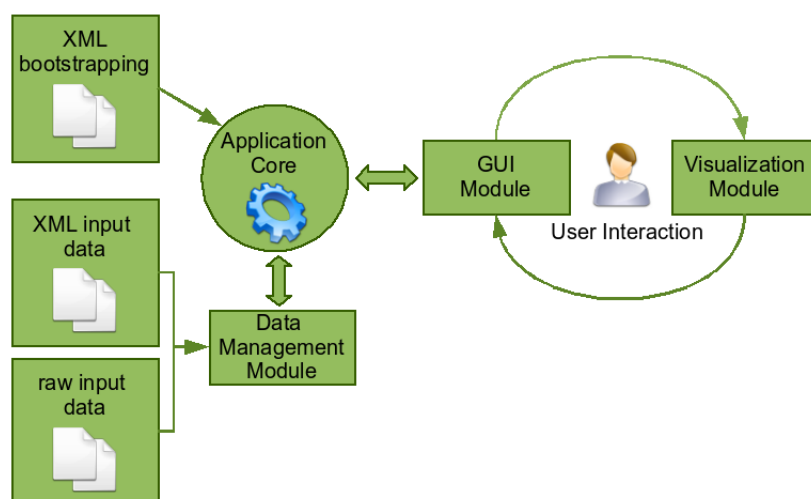 XML
bootstrapping
Application
Core
GUI
Module
Visualization
Module
User Interaction
XML input
data
Data
Management
Module
raw input
data